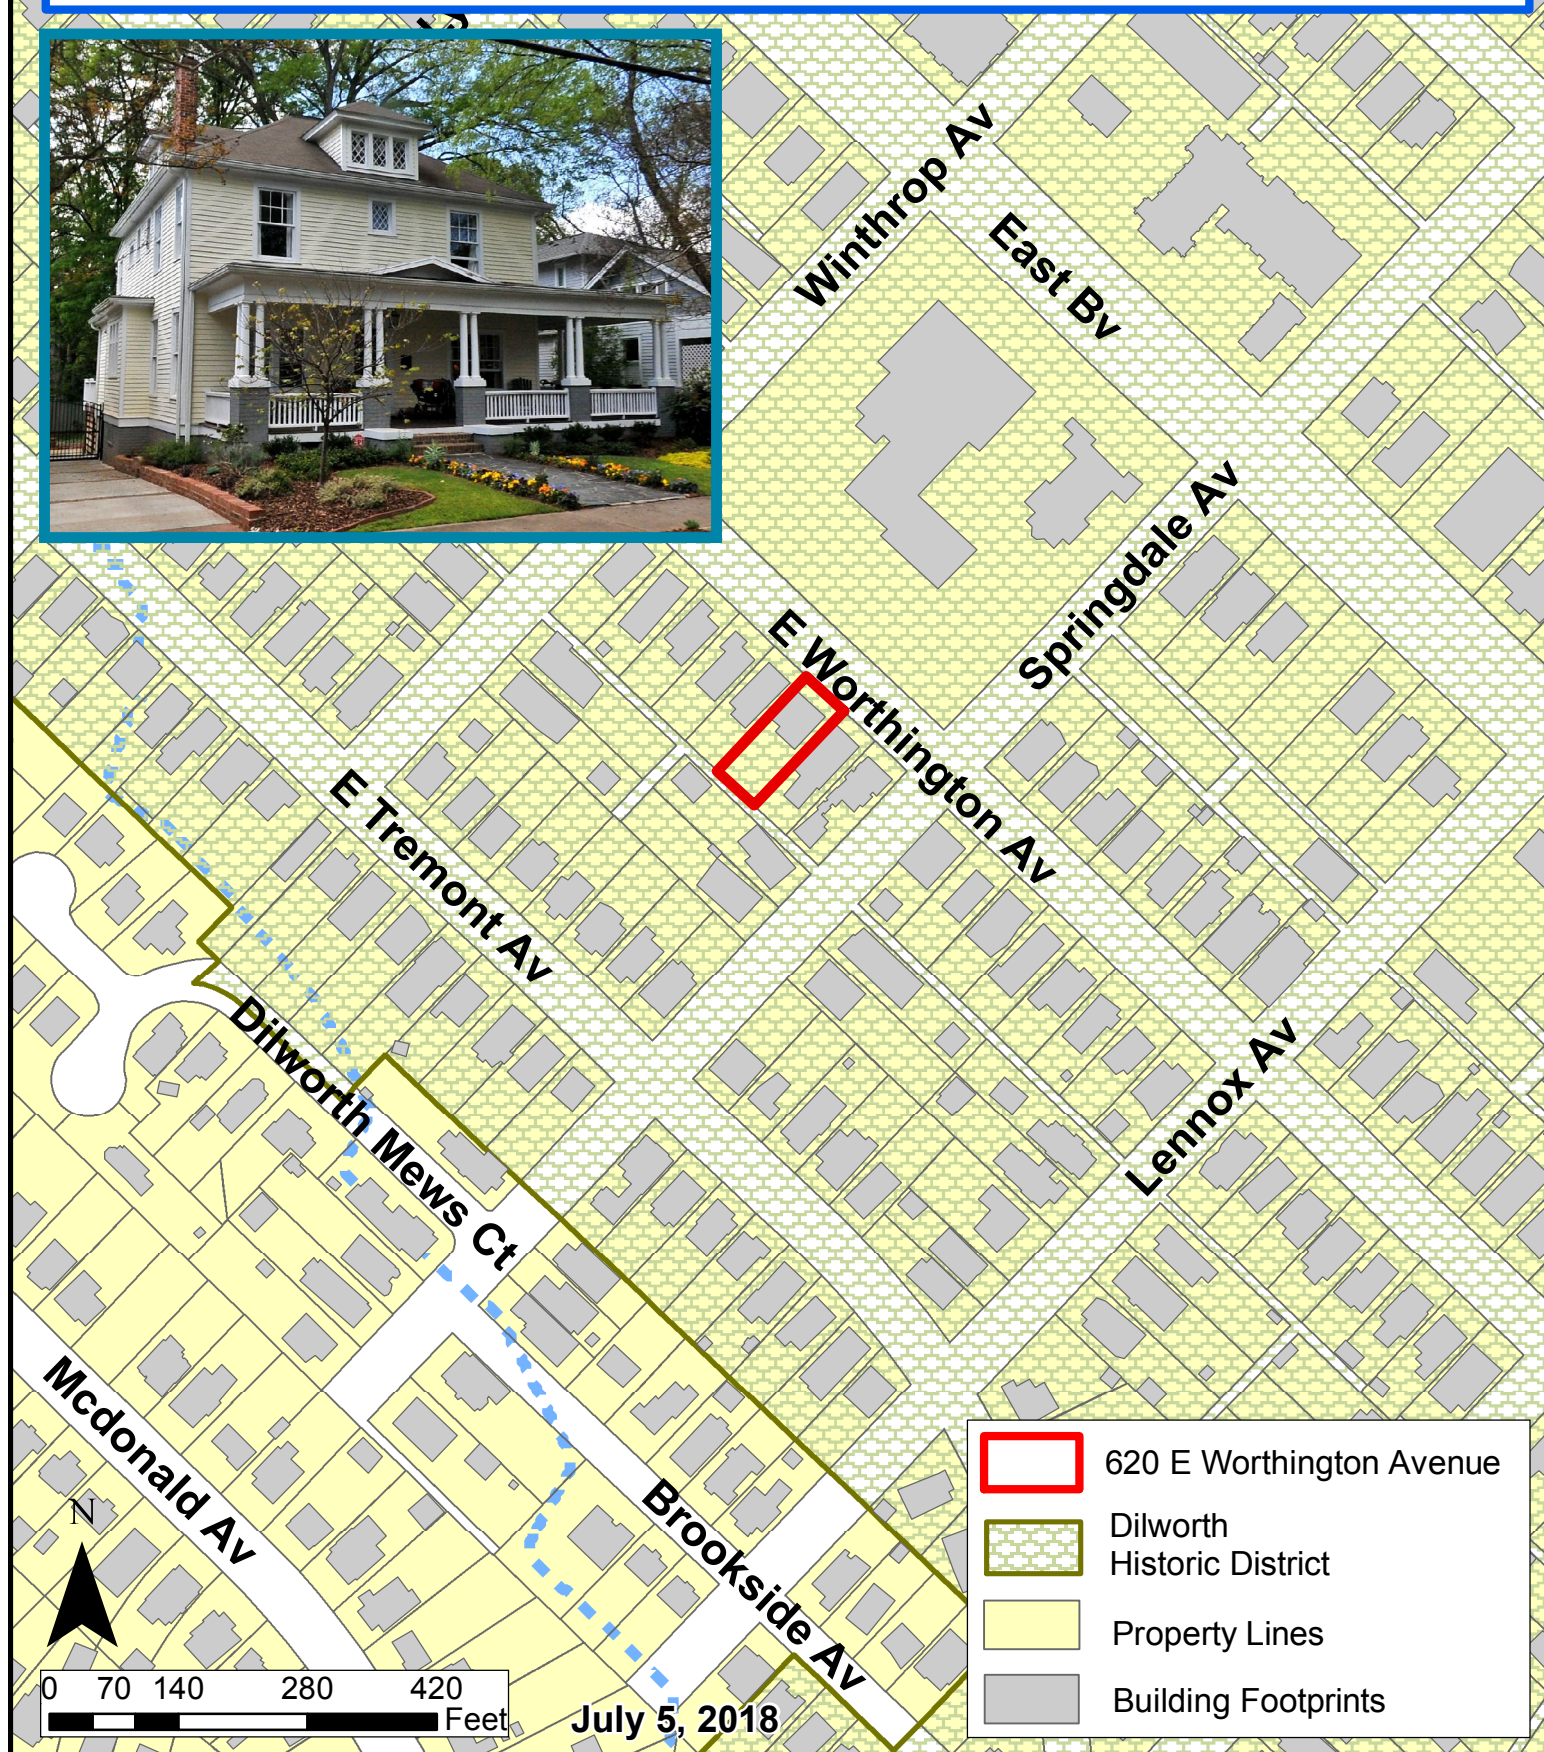 Winthrop Av
East Bv
Springdale Av
E Worthington Av
E Tremont Av
Dilworth Mews Ct
Lennox Av
Mcdonald Av
Brookside Av
N
0 70 140 280 420
Feet
July 5, 2018
620 E Worthington Avenue
Dilworth
Historic District
Property Lines
Building Footprints